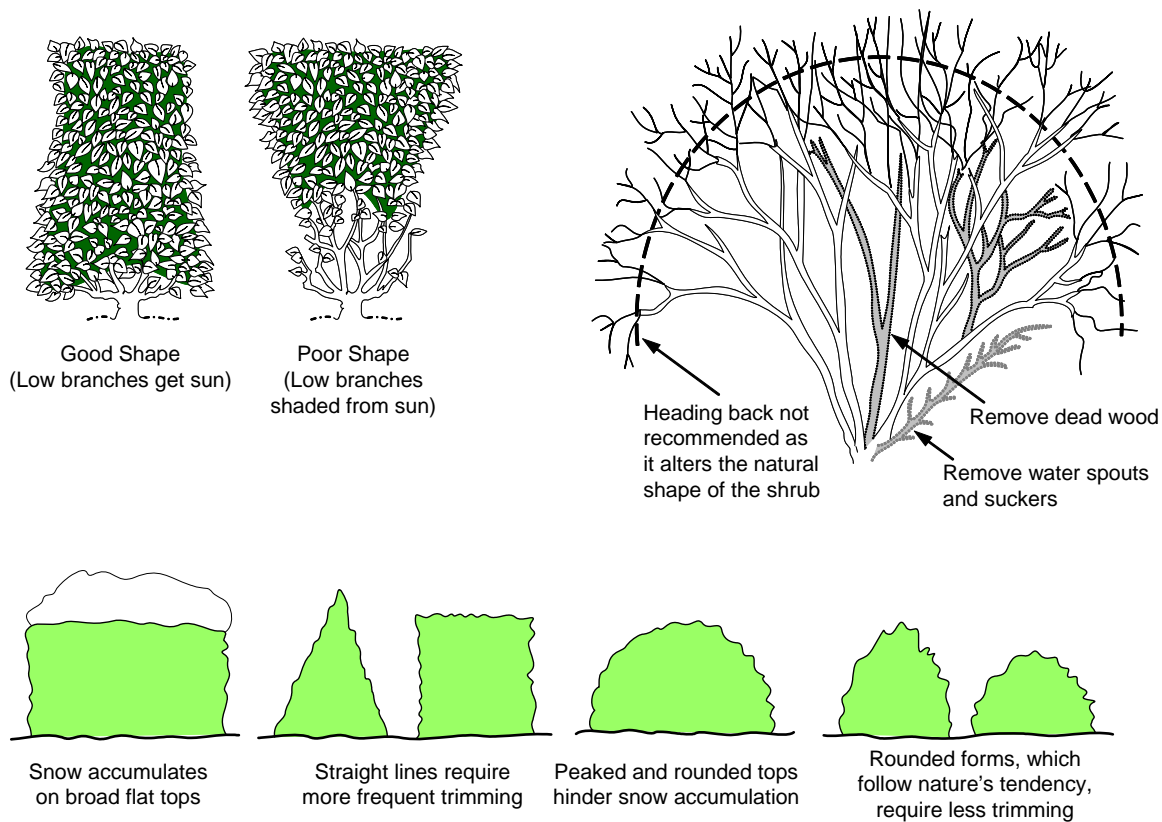 Good Shape
(Low branches get sun)
Poor Shape
(Low branches
shaded from sun)
Heading back not
recommended as
it alters the natural
shape of the shrub
Remove dead wood
Remove water spouts
and suckers
Snow accumulates
on broad flat tops
Straight lines require
more frequent trimming
Peaked and rounded tops
hinder snow accumulation
Rounded forms, which
follow nature’s tendency,
require less trimming